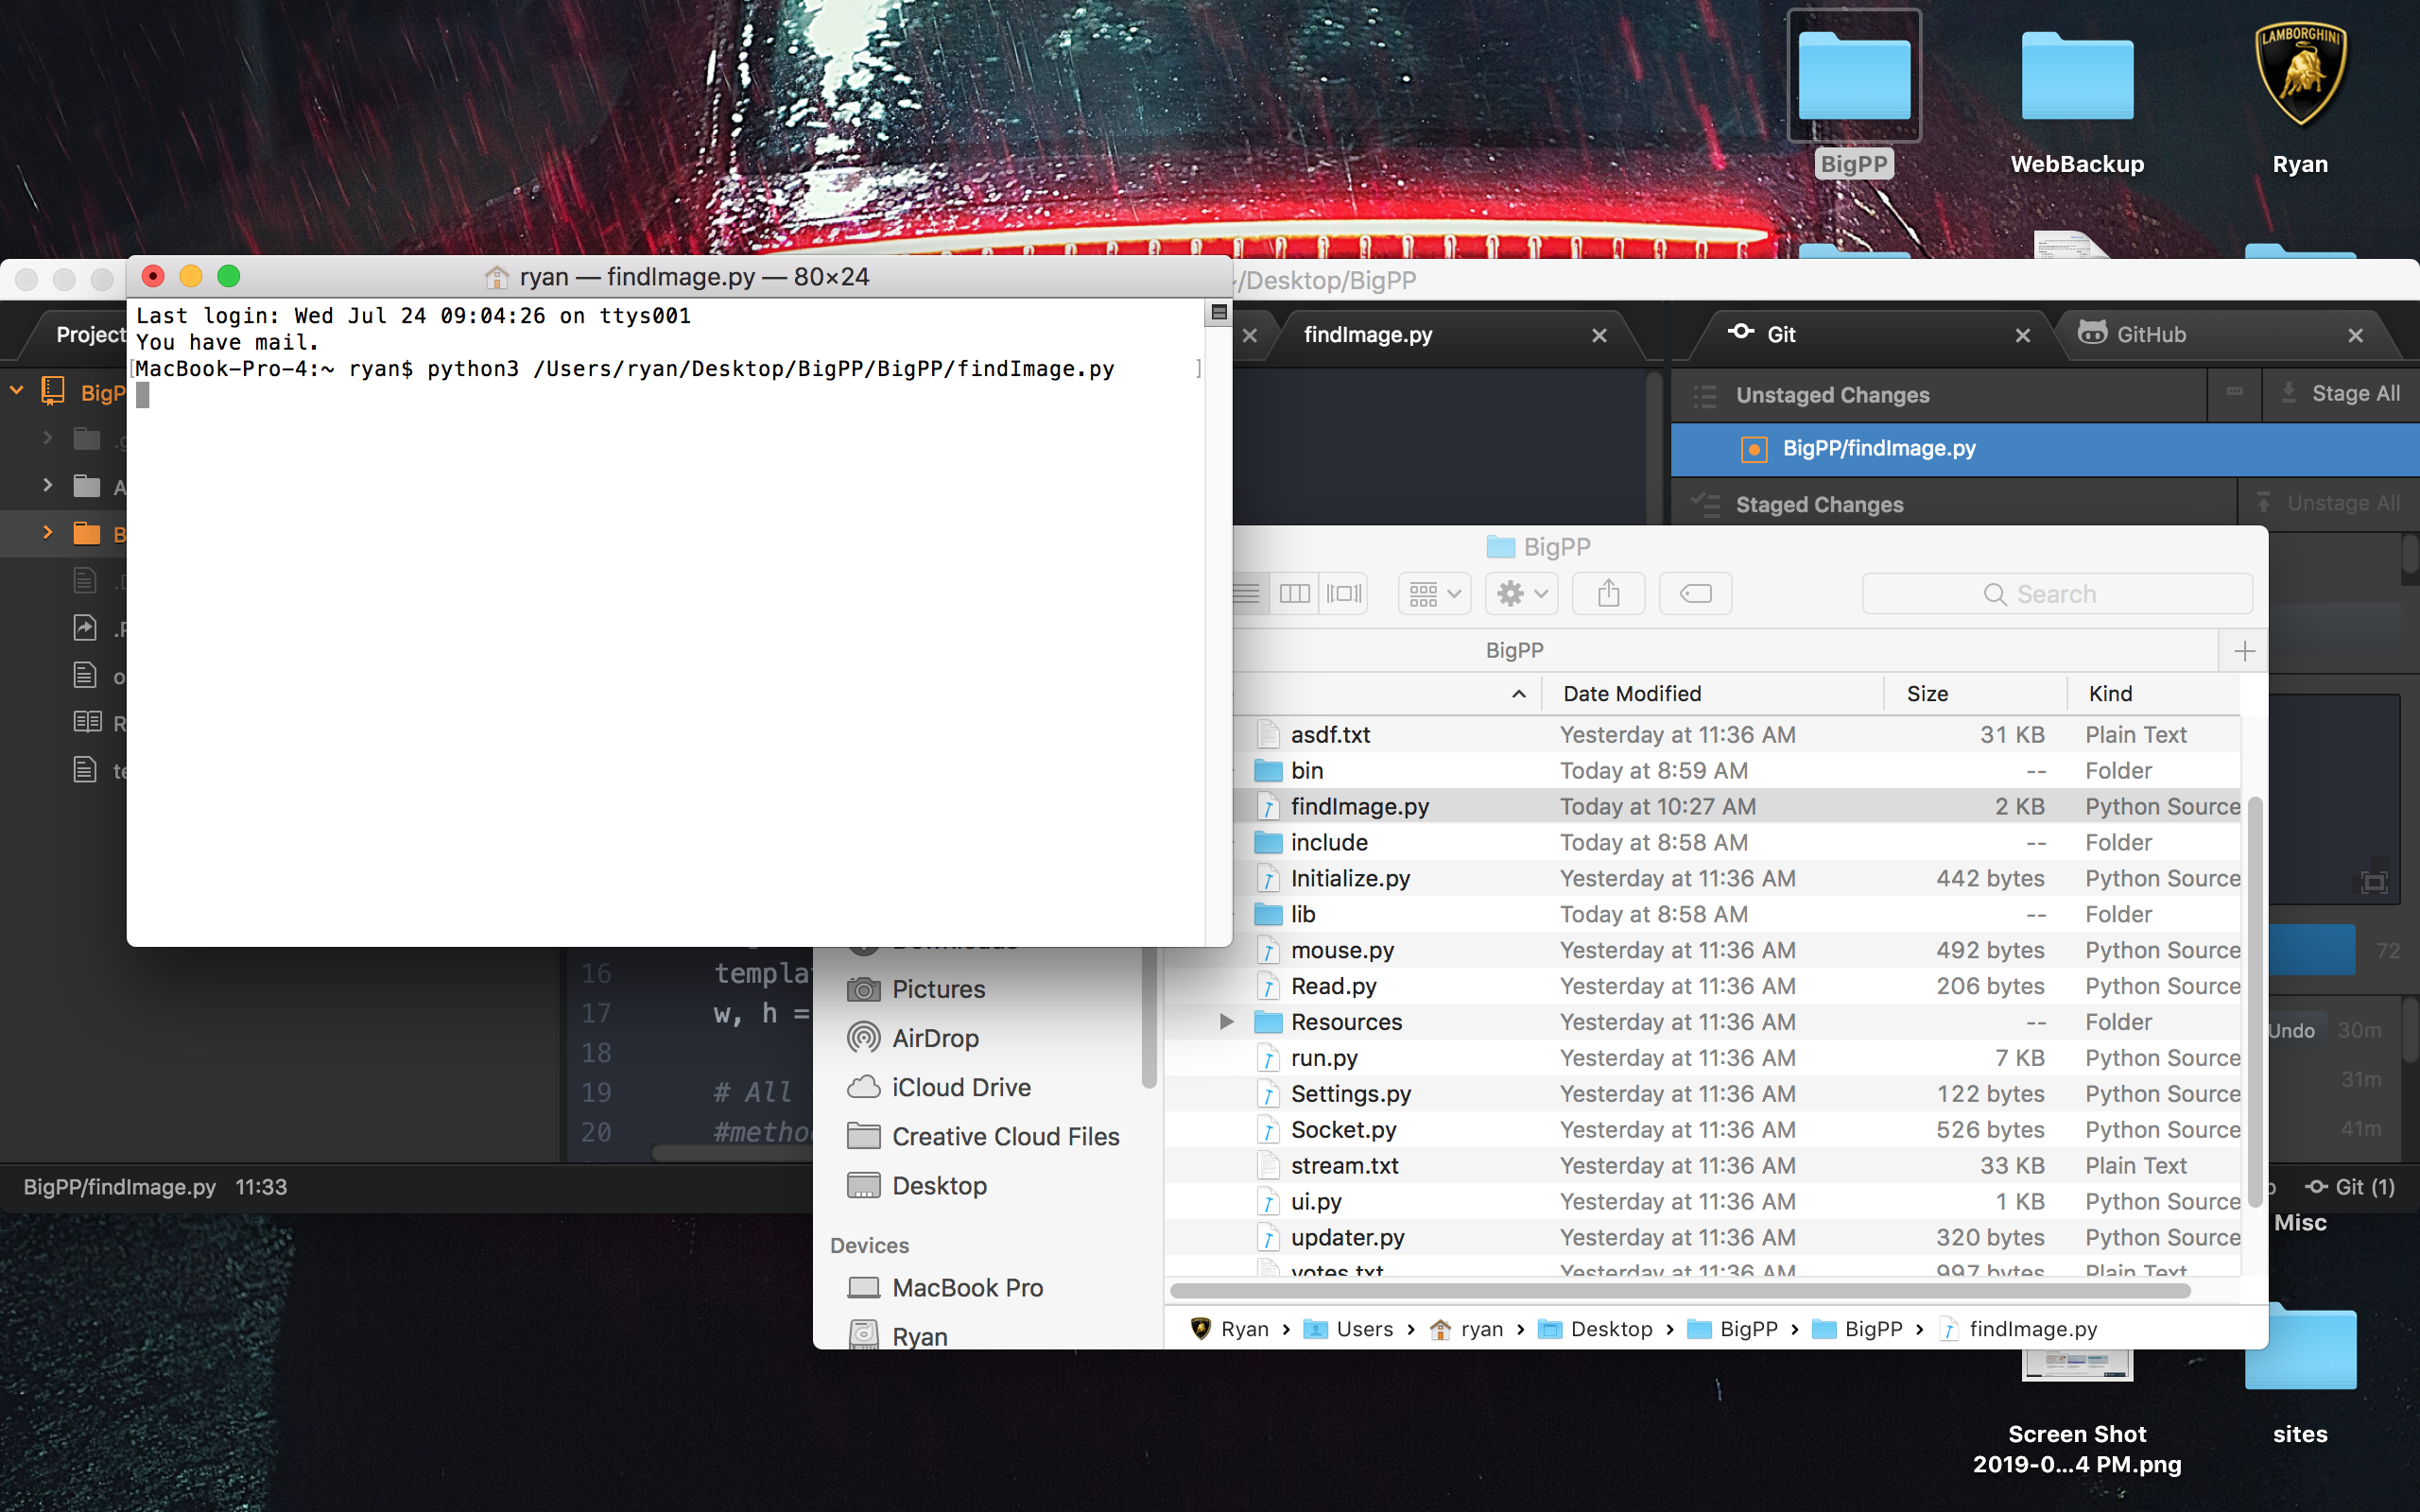 LAMBORGHINI
BigPP
WebBackup
Ryan
ryan — findImage.py — 80×24
/Desktop/BigPP
Last login: Wed Jul 24 09:04:26 on ttys001
You have mail.
[MacBook-Pro-4:~ ryan$ python3 /Users/ryan/Desktop/BigPP/BigPP/findImage.py ]
Project
findImage.py
Git
GitHub
BigP
Unstaged Changes
Stage All
BigPP/findImage.py
Staged Changes
Unstage All
A
B
.P
o
R
te
BigPP
Search
BigPP
Date Modified Size Kind
asdf.txt Yesterday at 11:36 AM 31 KB Plain Text
bin Today at 8:59 AM -- Folder
findImage.py Today at 10:27 AM 2 KB Python Source
include Today at 8:58 AM -- Folder
Initialize.py Yesterday at 11:36 AM 442 bytes Python Source
lib Today at 8:58 AM -- Folder
mouse.py Yesterday at 11:36 AM 492 bytes Python Source
Read.py Yesterday at 11:36 AM 206 bytes Python Source
Resources Yesterday at 11:36 AM -- Folder
run.py Yesterday at 11:36 AM 7 KB Python Source
Settings.py Yesterday at 11:36 AM 122 bytes Python Source
Socket.py Yesterday at 11:36 AM 526 bytes Python Source
stream.txt Yesterday at 11:36 AM 33 KB Plain Text
ui.py Yesterday at 11:36 AM 1 KB Python Source
updater.py Yesterday at 11:36 AM 320 bytes Python Source
votes.txt Yesterday at 11:36 AM 997 bytes Plain Text
Ryan › Users › ryan › Desktop › BigPP › BigPP › findImage.py
Downloads
Pictures
AirDrop
iCloud Drive
Creative Cloud Files
Desktop
Devices
MacBook Pro
Ryan
16 templat
17 w, h =
18
19 # All
20 #metho
72
Undo 30m
31m
41m
BigPP/findImage.py 11:33
Git (1)
Misc
Screen Shot
2019-0...4 PM.png
sites